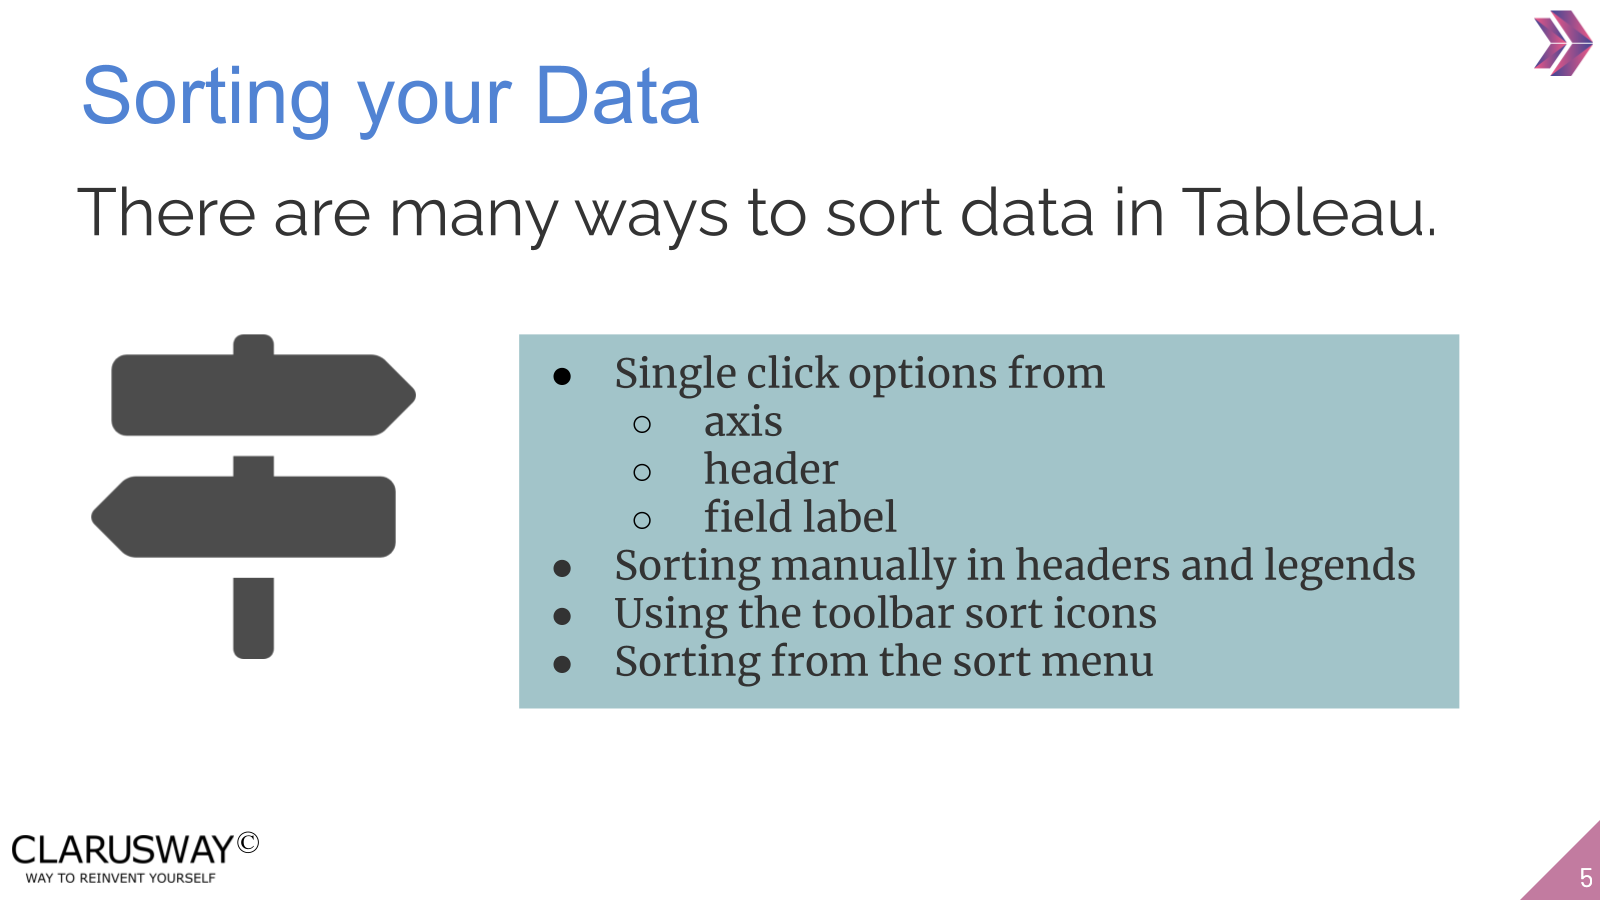 Sorting your Data
There are many ways to sort data in Tableau.
● Single click options from
○ axis
○ header
○ field label
● Sorting manually in headers and legends
● Using the toolbar sort icons
● Sorting from the sort menu
CLARUSWAY©
WAY TO REINVENT YOURSELF
5